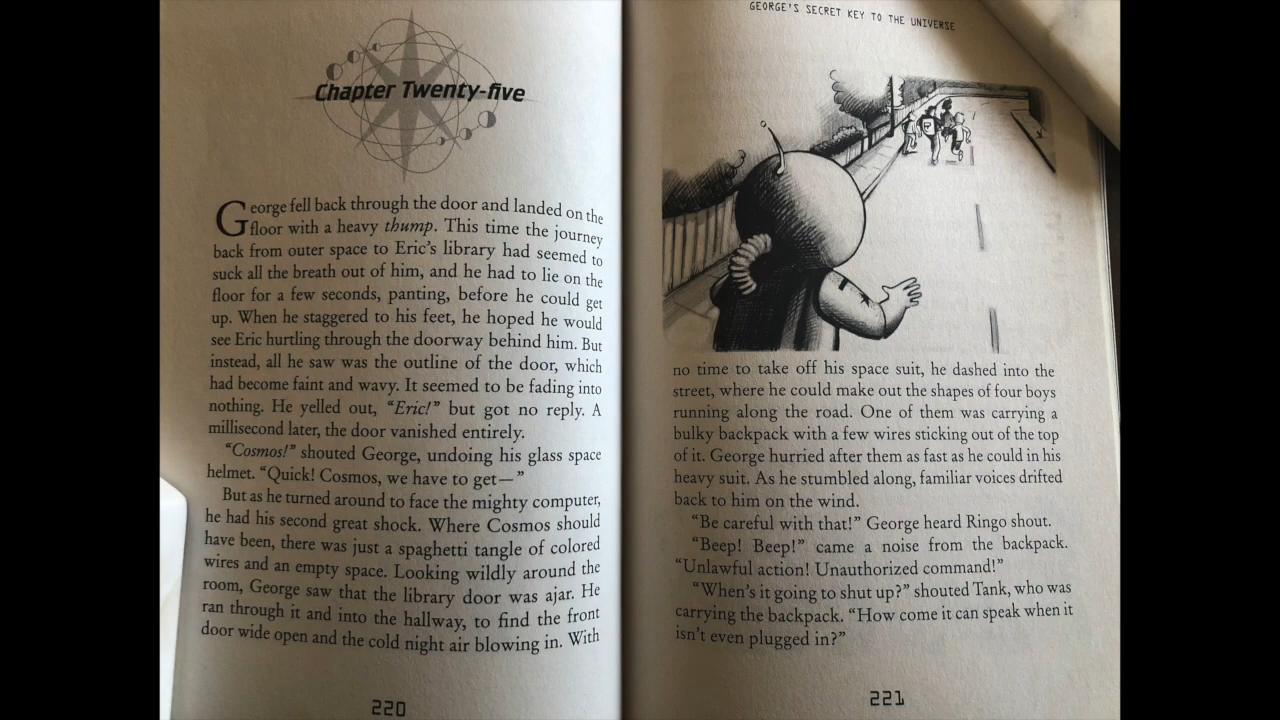 Chapter Twenty-five
George fell back through the door and landed on the
floor with a heavy thump. This time the journey
back from outer space to Eric's library had seemed to
suck all the breath out of him, and he had to lie on the
floor for a few seconds, panting, before he could get
up. When he staggered to his feet, he hoped he would
see Eric hurtling through the doorway behind him. But
instead, all he saw was the outline of the door, which
had become faint and wavy. It seemed to be fading into
nothing. He yelled out, “Eric!” but got no reply. A
millisecond later, the door vanished entirely.
“Cosmos!” shouted George, undoing his glass space
helmet. “Quick! Cosmos, we have to get—”
But as he turned around to face the mighty computer,
he had his second great shock. Where Cosmos should
have been, there was just a spaghetti tangle of colored
wires and an empty space. Looking wildly around the
room, George saw that the library door was ajar. He
ran through it and into the hallway, to find the front
door wide open and the cold night air blowing in. With
220
GEORGE'S SECRET KEY TO THE UNIVERSE
no time to take off his space suit, he dashed into the
street, where he could make out the shapes of four boys
running along the road. One of them was carrying a
bulky backpack with a few wires sticking out of the top
of it. George hurried after them as fast as he could in his
heavy suit. As he stumbled along, familiar voices drifted
back to him on the wind.
“Be careful with that!” George heard Ringo shout.
“Beep! Beep!” came a noise from the backpack.
“Unlawful action! Unauthorized command!”
“When's it going to shut up?” shouted Tank, who was
carrying the backpack. “How come it can speak when it
isn't even plugged in?”
221